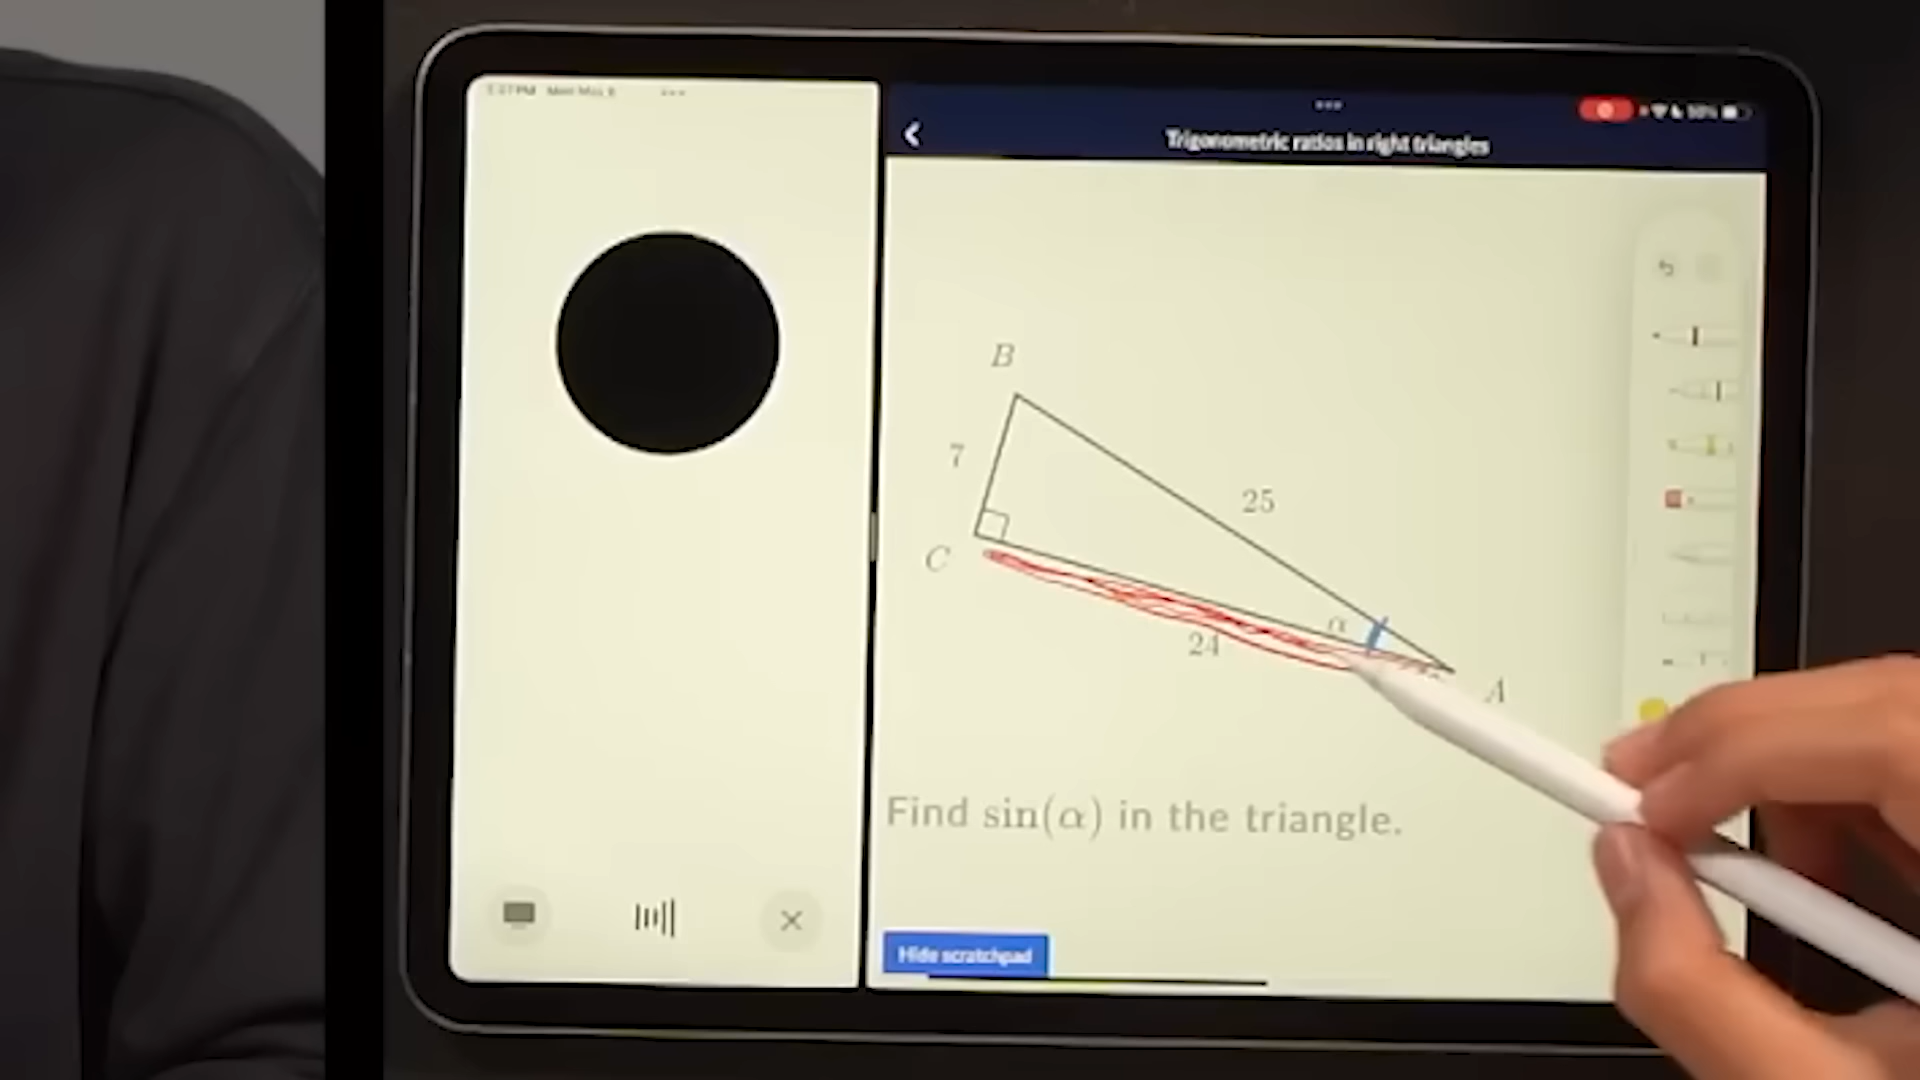 Trigonometric ratios in right triangles
B
7
25
C
α
24
A
Find sin(α) in the triangle.
Hide scratchpad